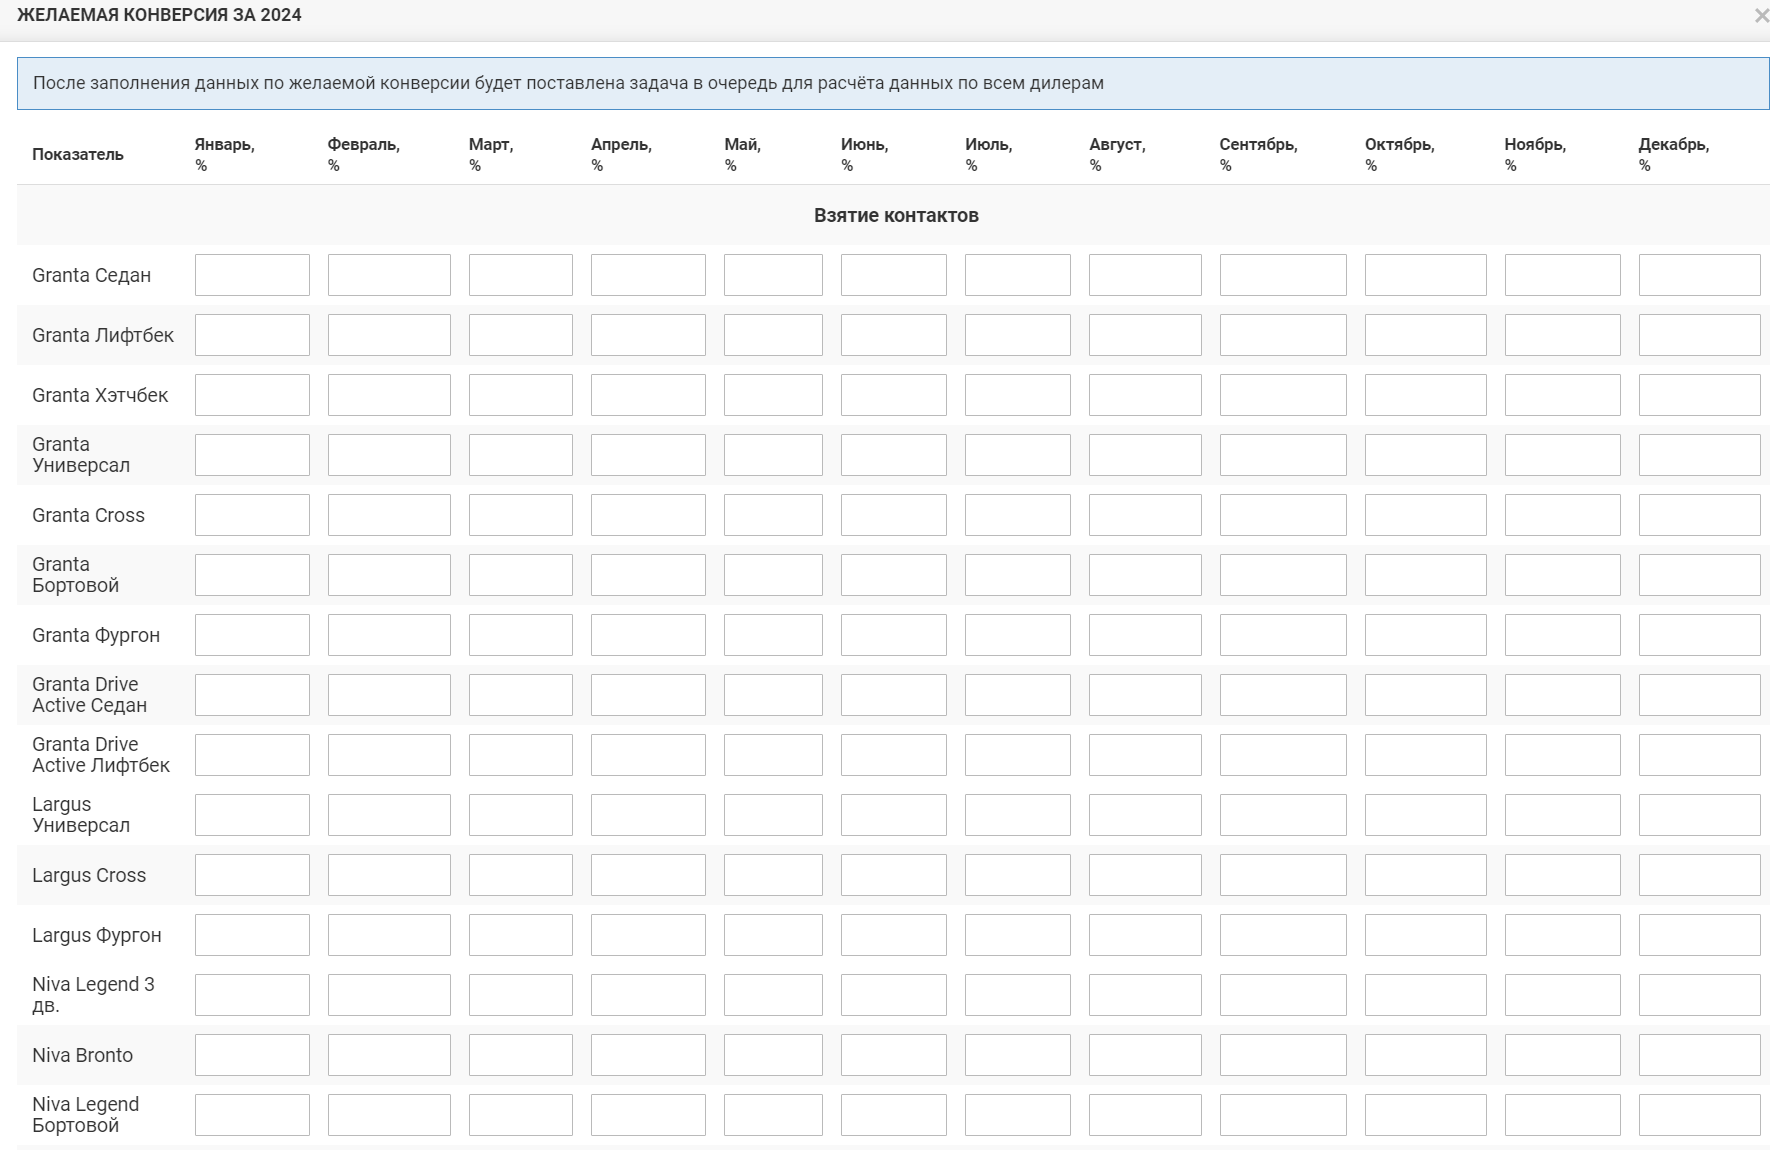 ЖЕЛАЕМАЯ КОНВЕРСИЯ ЗА 2024
После заполнения данных по желаемой конверсии будет поставлена задача в очередь для расчёта данных по всем дилерам
Показатель
Январь,
%
Февраль,
%
Март,
%
Апрель,
%
Май,
%
Июнь,
%
Июль,
%
Август,
%
Сентябрь,
%
Октябрь,
%
Ноябрь,
%
Декабрь,
%
Взятие контактов
Granta Седан
Granta Лифтбек
Granta Хэтчбек
Granta
Универсал
Granta Cross
Granta
Бортовой
Granta Фургон
Granta Drive
Active Седан
Granta Drive
Active Лифтбек
Largus
Универсал
Largus Cross
Largus Фургон
Niva Legend 3
дв.
Niva Bronto
Niva Legend
Бортовой